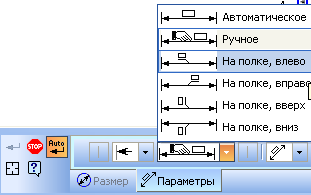 Автоматическое
Ручное
На полке, влево
На полке, вправо
На полке, вверх
На полке, вниз
STOP
Auto
?
Размер
Параметры